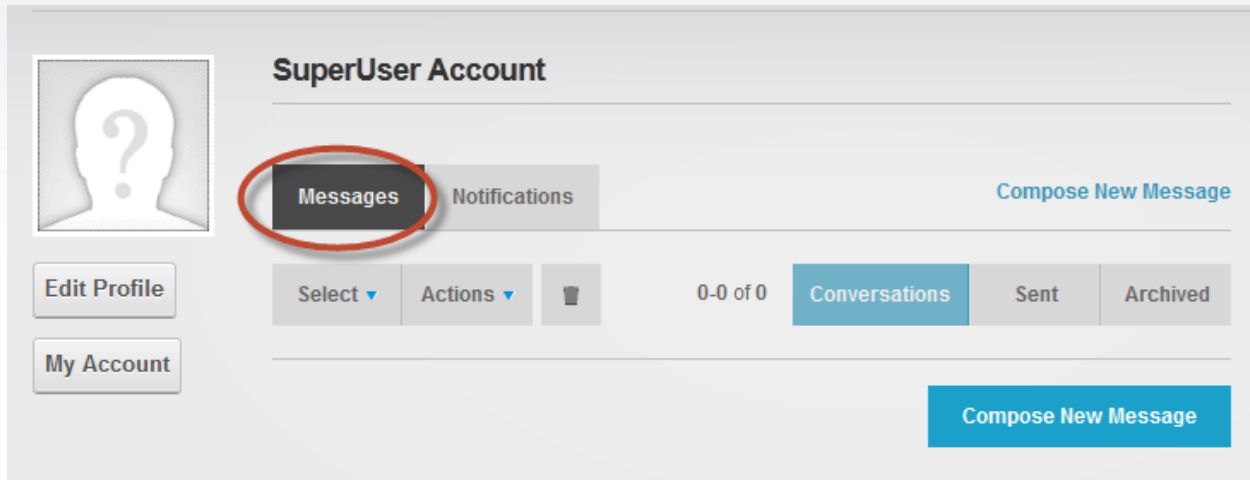 SuperUser Account
Messages Notifications Compose New Message
Edit Profile Select Actions 0-0 of 0 Conversations Sent Archived
My Account
Compose New Message